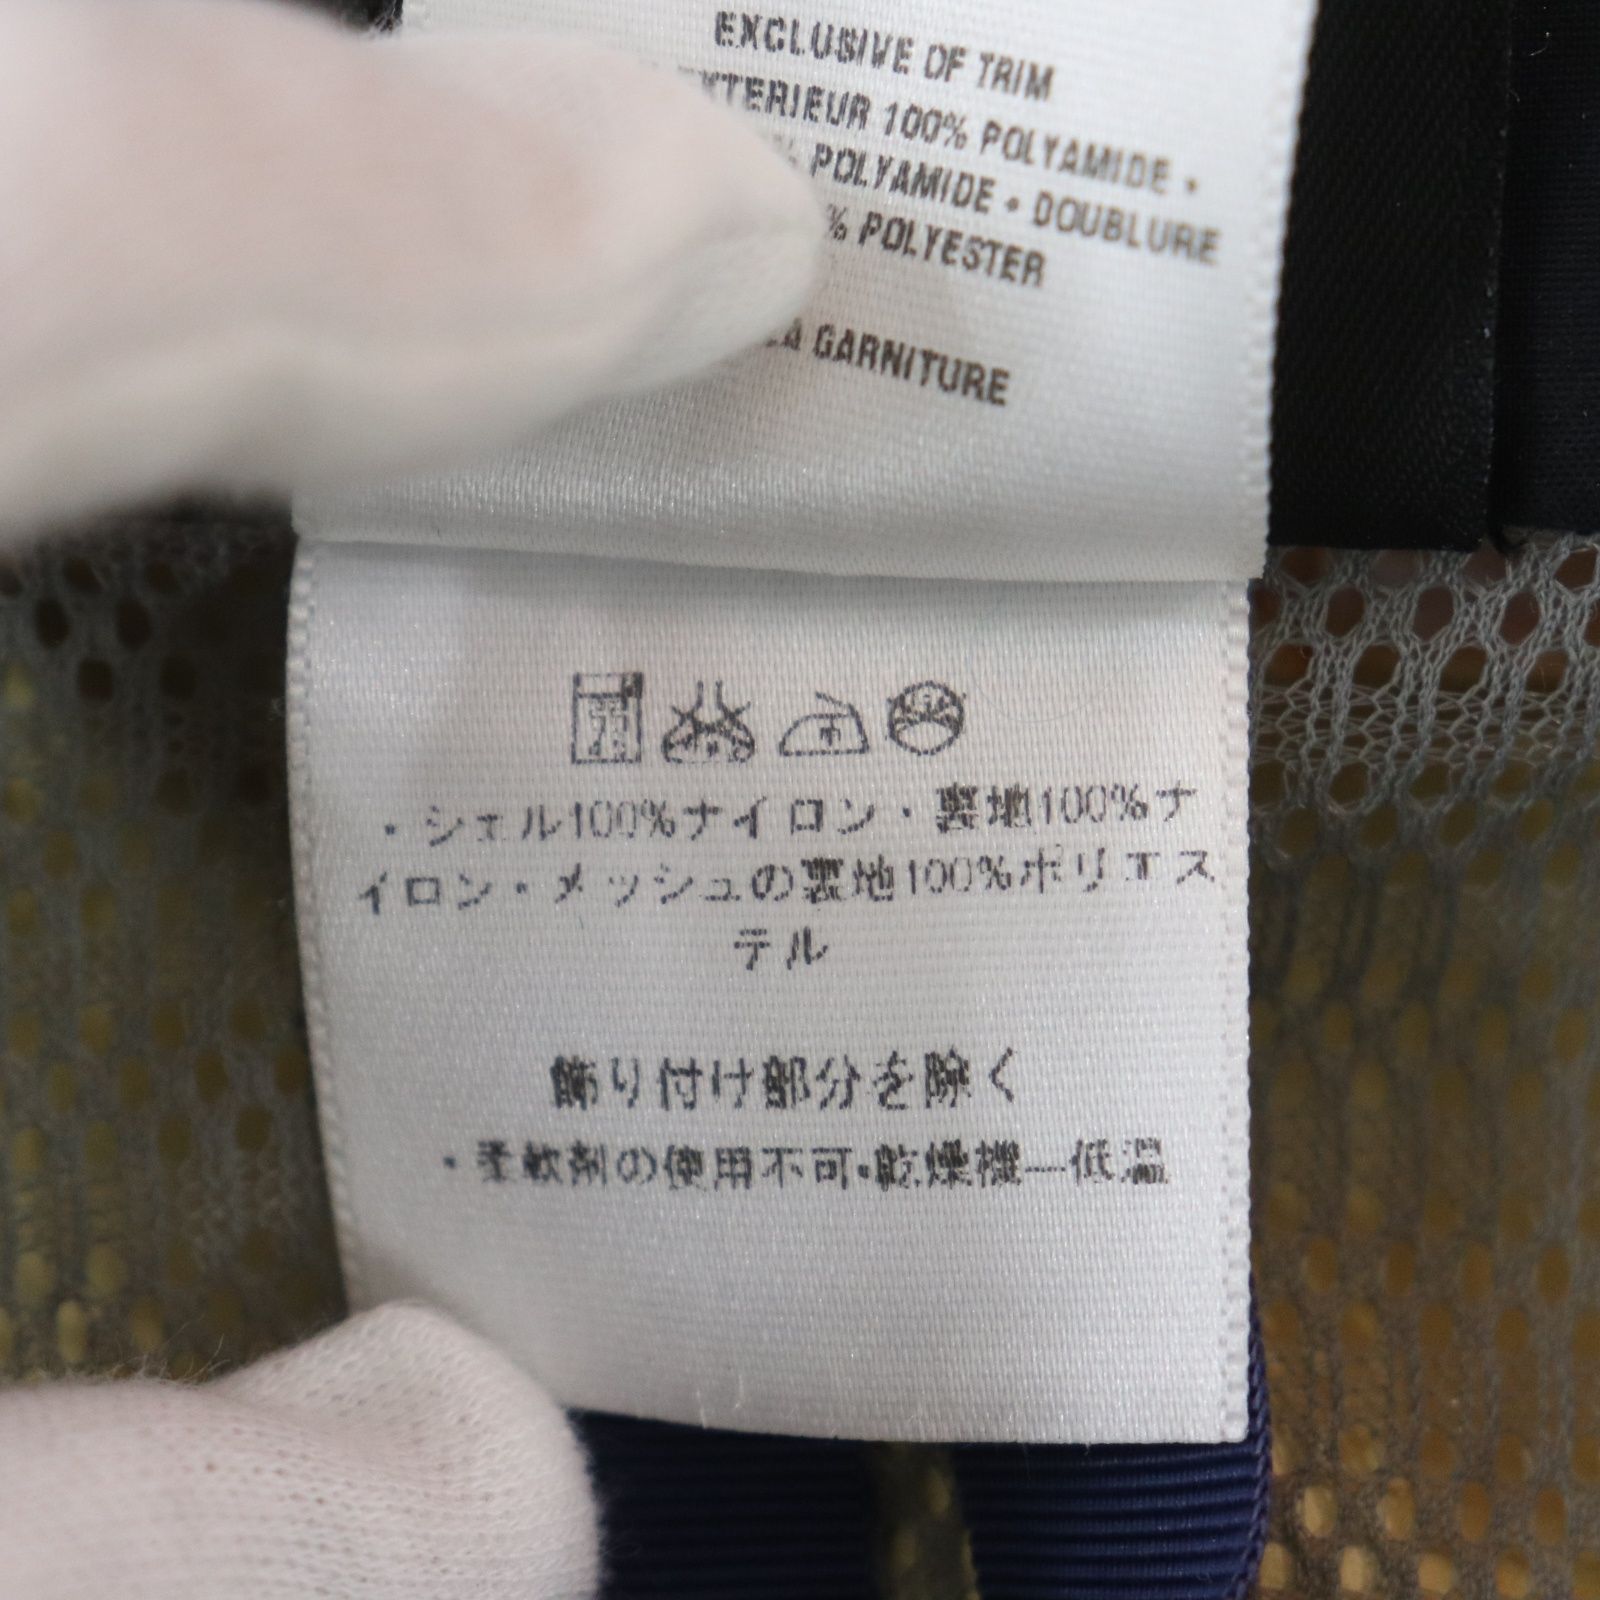 EXCLUSIVE OF TRIM
100% POLYAMIDE •
POLYAMIDE • DOUBLURE
% POLYESTER
GARNITURE
・シェル100%ナイロン・裏地100%ナ
イロン・メッシュの裏地100%ポリエス
テル
飾り付け部分を除く
・柔軟剤の使用不可・乾燥機—低温